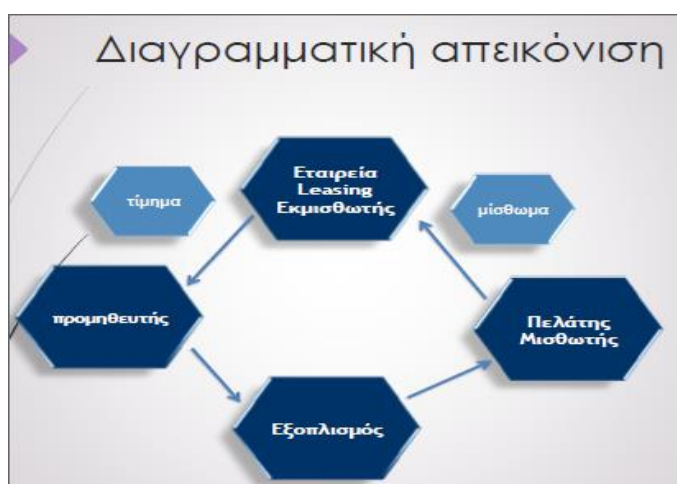 Διαγραμματική απεικόνιση
Εταιρεία
Leasing
Εκμισθωτής
τίμημα
μίσθωμα
προμηθευτής
Πελάτης
Μισθωτής
Εξοπλισμός